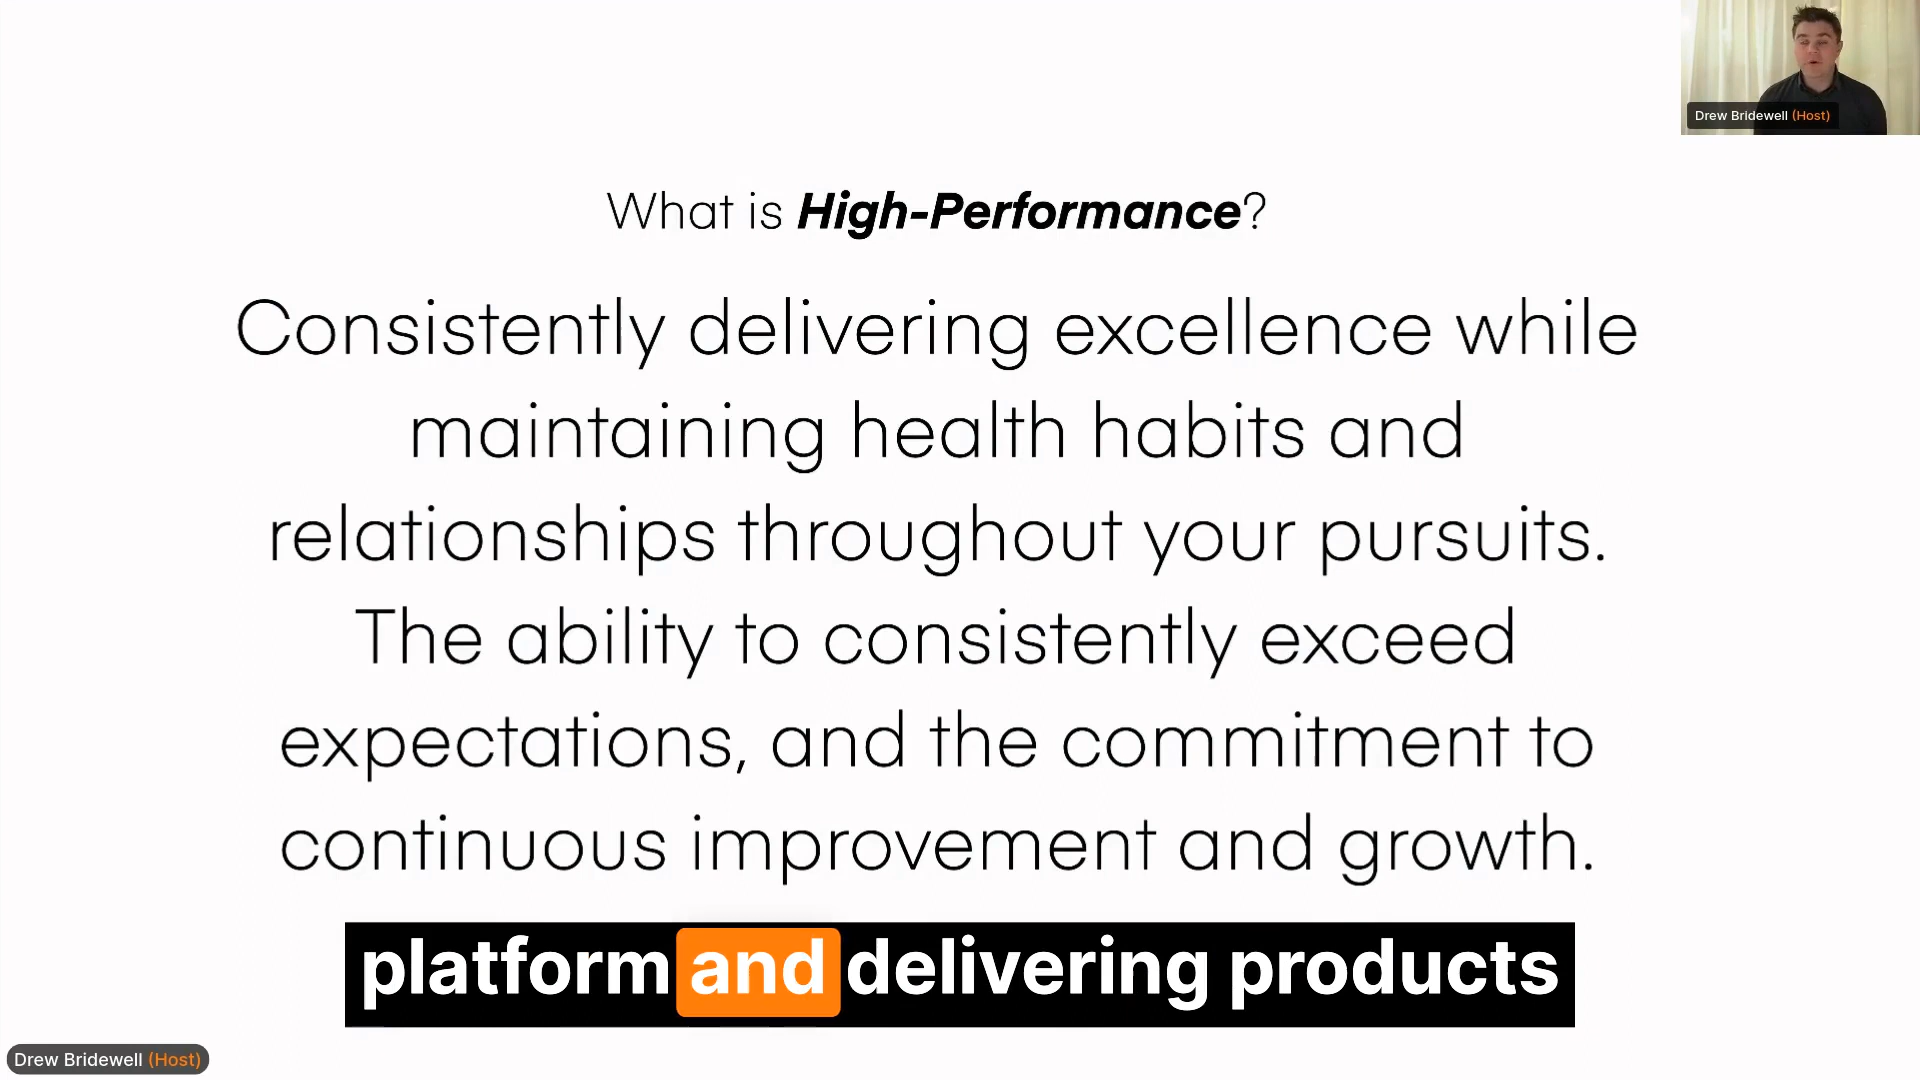 Drew Bridewell (Host)
What is High-Performance?
Consistently delivering excellence while
maintaining health habits and
relationships throughout your pursuits.
The ability to consistently exceed
expectations, and the commitment to
continuous improvement and growth.
platform and delivering products
Drew Bridewell (Host)